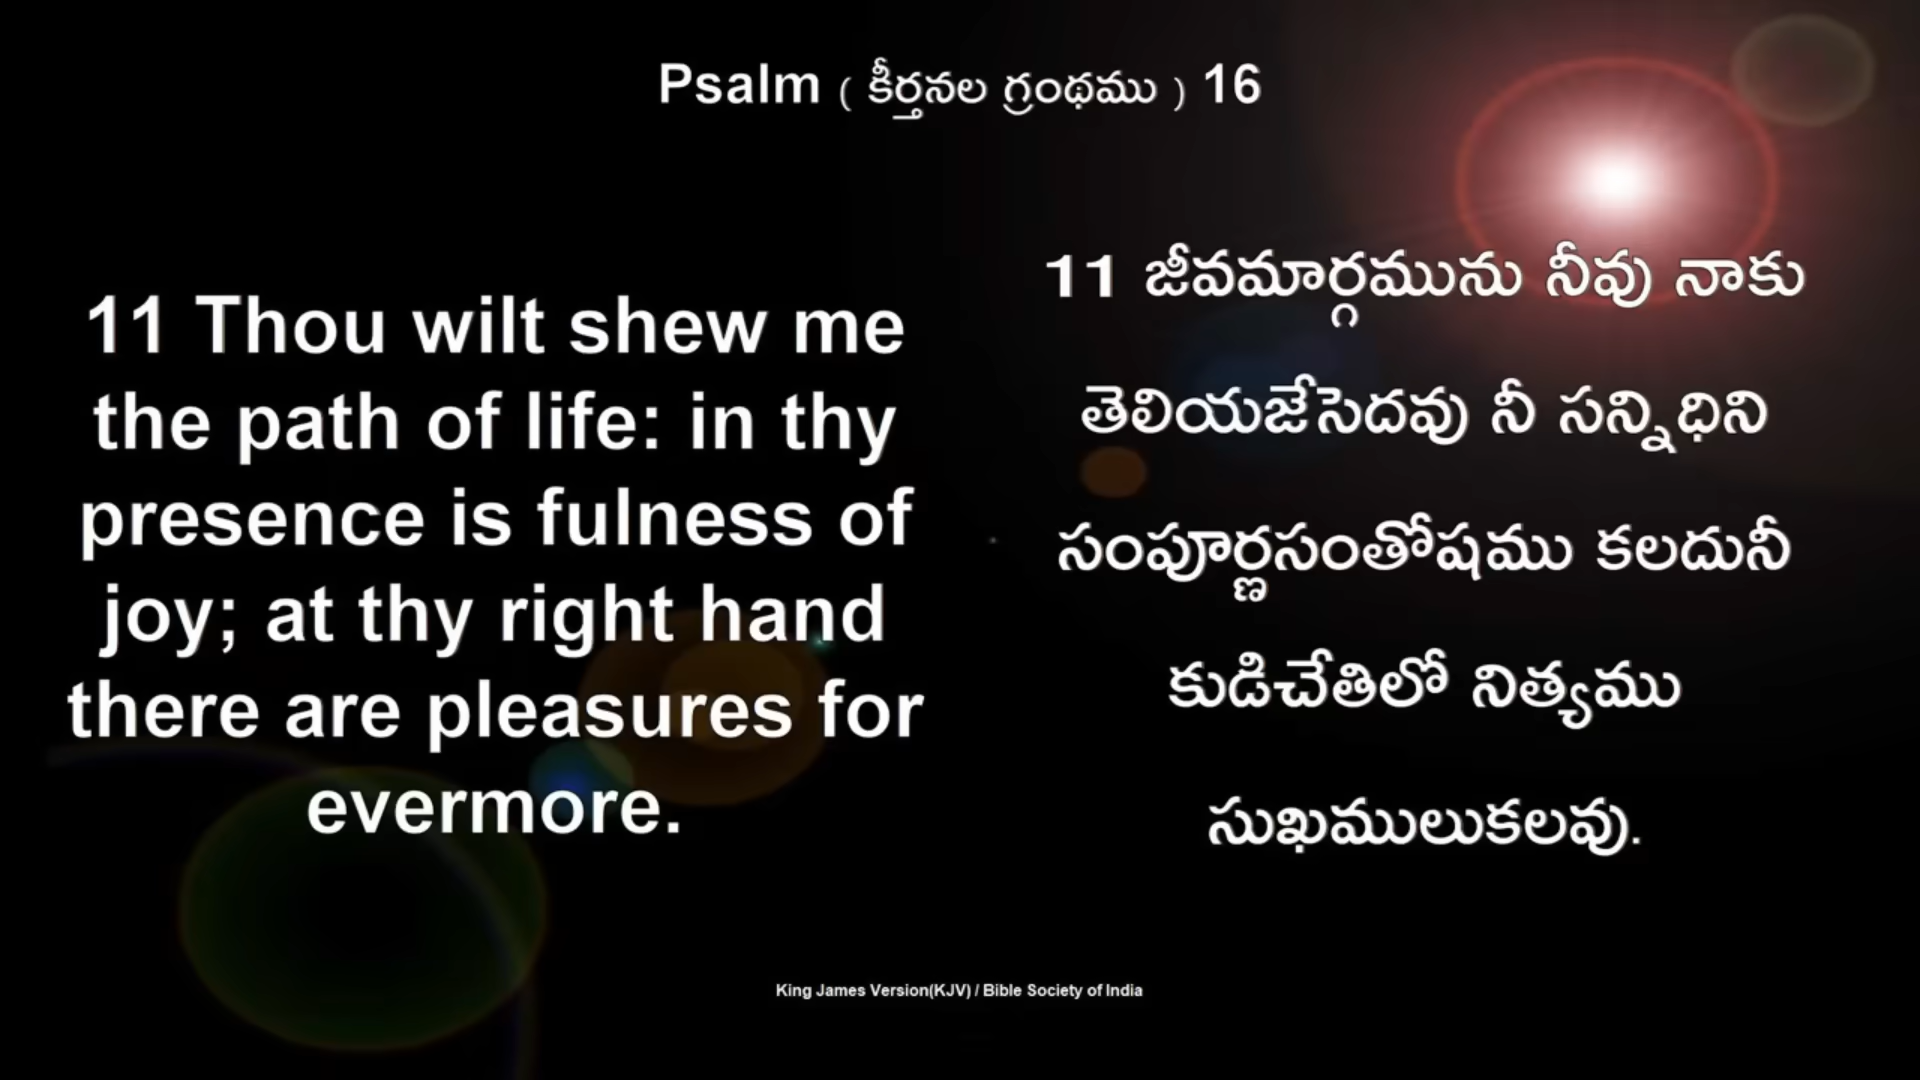 Psalm ( కీర్తనల గ్రంథము ) 16
11 Thou wilt shew me
the path of life: in thy
presence is fulness of
joy; at thy right hand
there are pleasures for
evermore.
11 జీవమార్గమును నీవు నాకు
తెలియజేసెదవు నీ సన్నిధిని
సంపూర్ణసంతోషము కలదునీ
కుడిచేతిలో నిత్యము
సుఖములుకలవు.
King James Version(KJV) / Bible Society of India